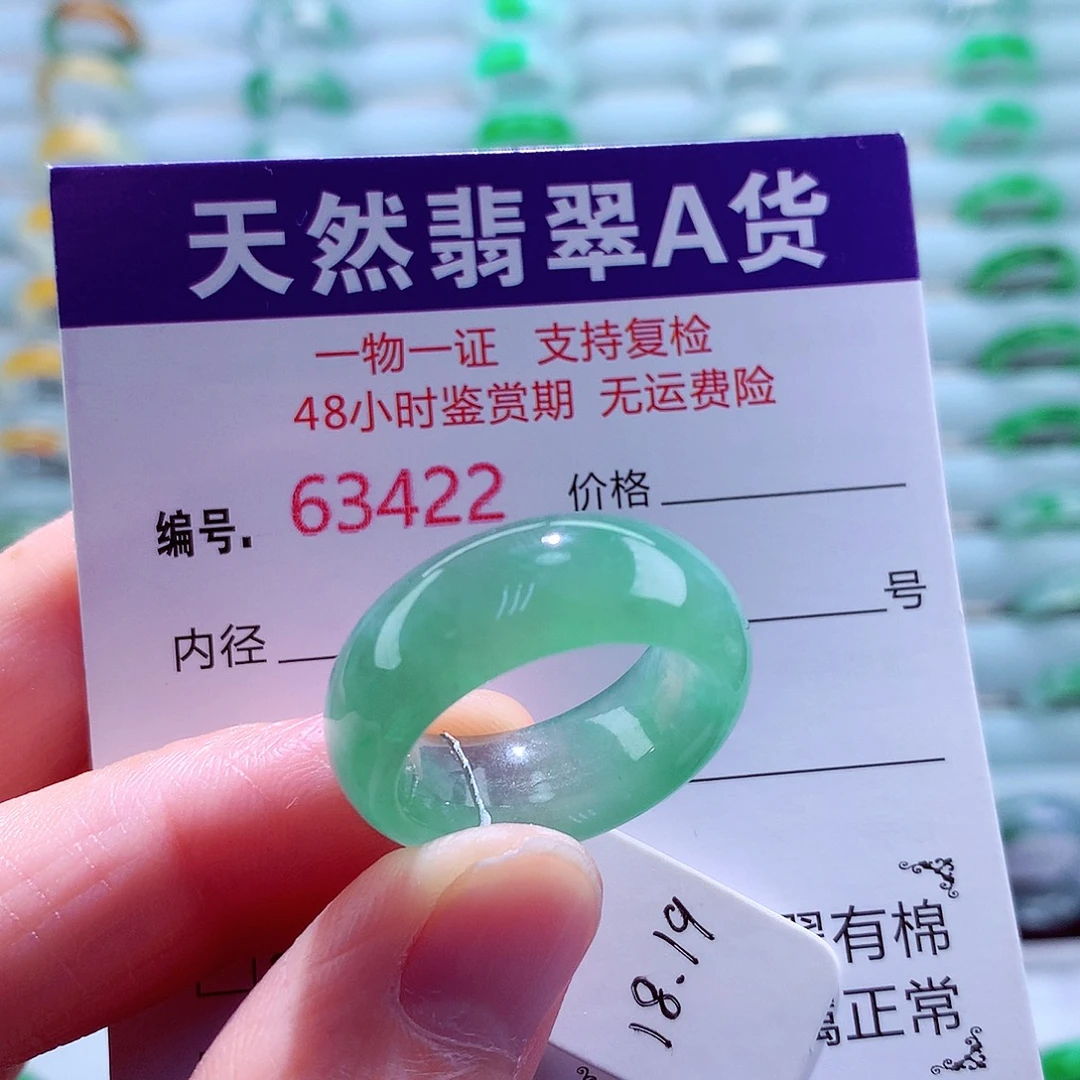 天然翡翠A货
一物一证 支持复检
48小时鉴赏期 无运费险
编号. 63422 价格
内径 号
有棉
正常
18.19